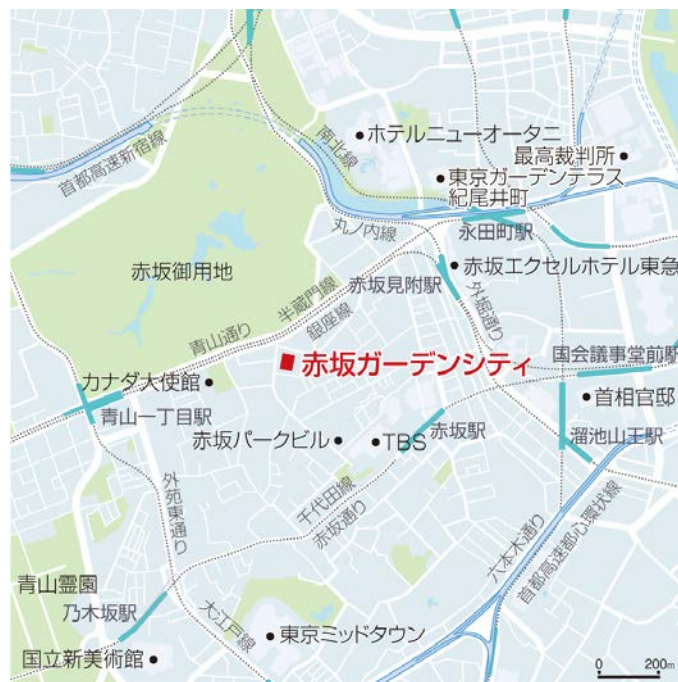 南北線
ホテルニューオータニ
首都高速新宿線
最高裁判所
東京ガーデンテラス
紀尾井町
丸ノ内線
永田町駅
赤坂御用地
半蔵門線
赤坂見附駅
赤坂エクセルホテル東急
外堀通り
青山通り
銀座線
赤坂ガーデンシティ
国会議事堂前駅
カナダ大使館
首相官邸
青山一丁目駅
赤坂パークビル
TBS
赤坂駅
溜池山王駅
外苑東通り
千代田線
赤坂通り
六本木通り
首都高速都心環状線
青山霊園
乃木坂駅
大江戸線
東京ミッドタウン
国立新美術館
0 200m